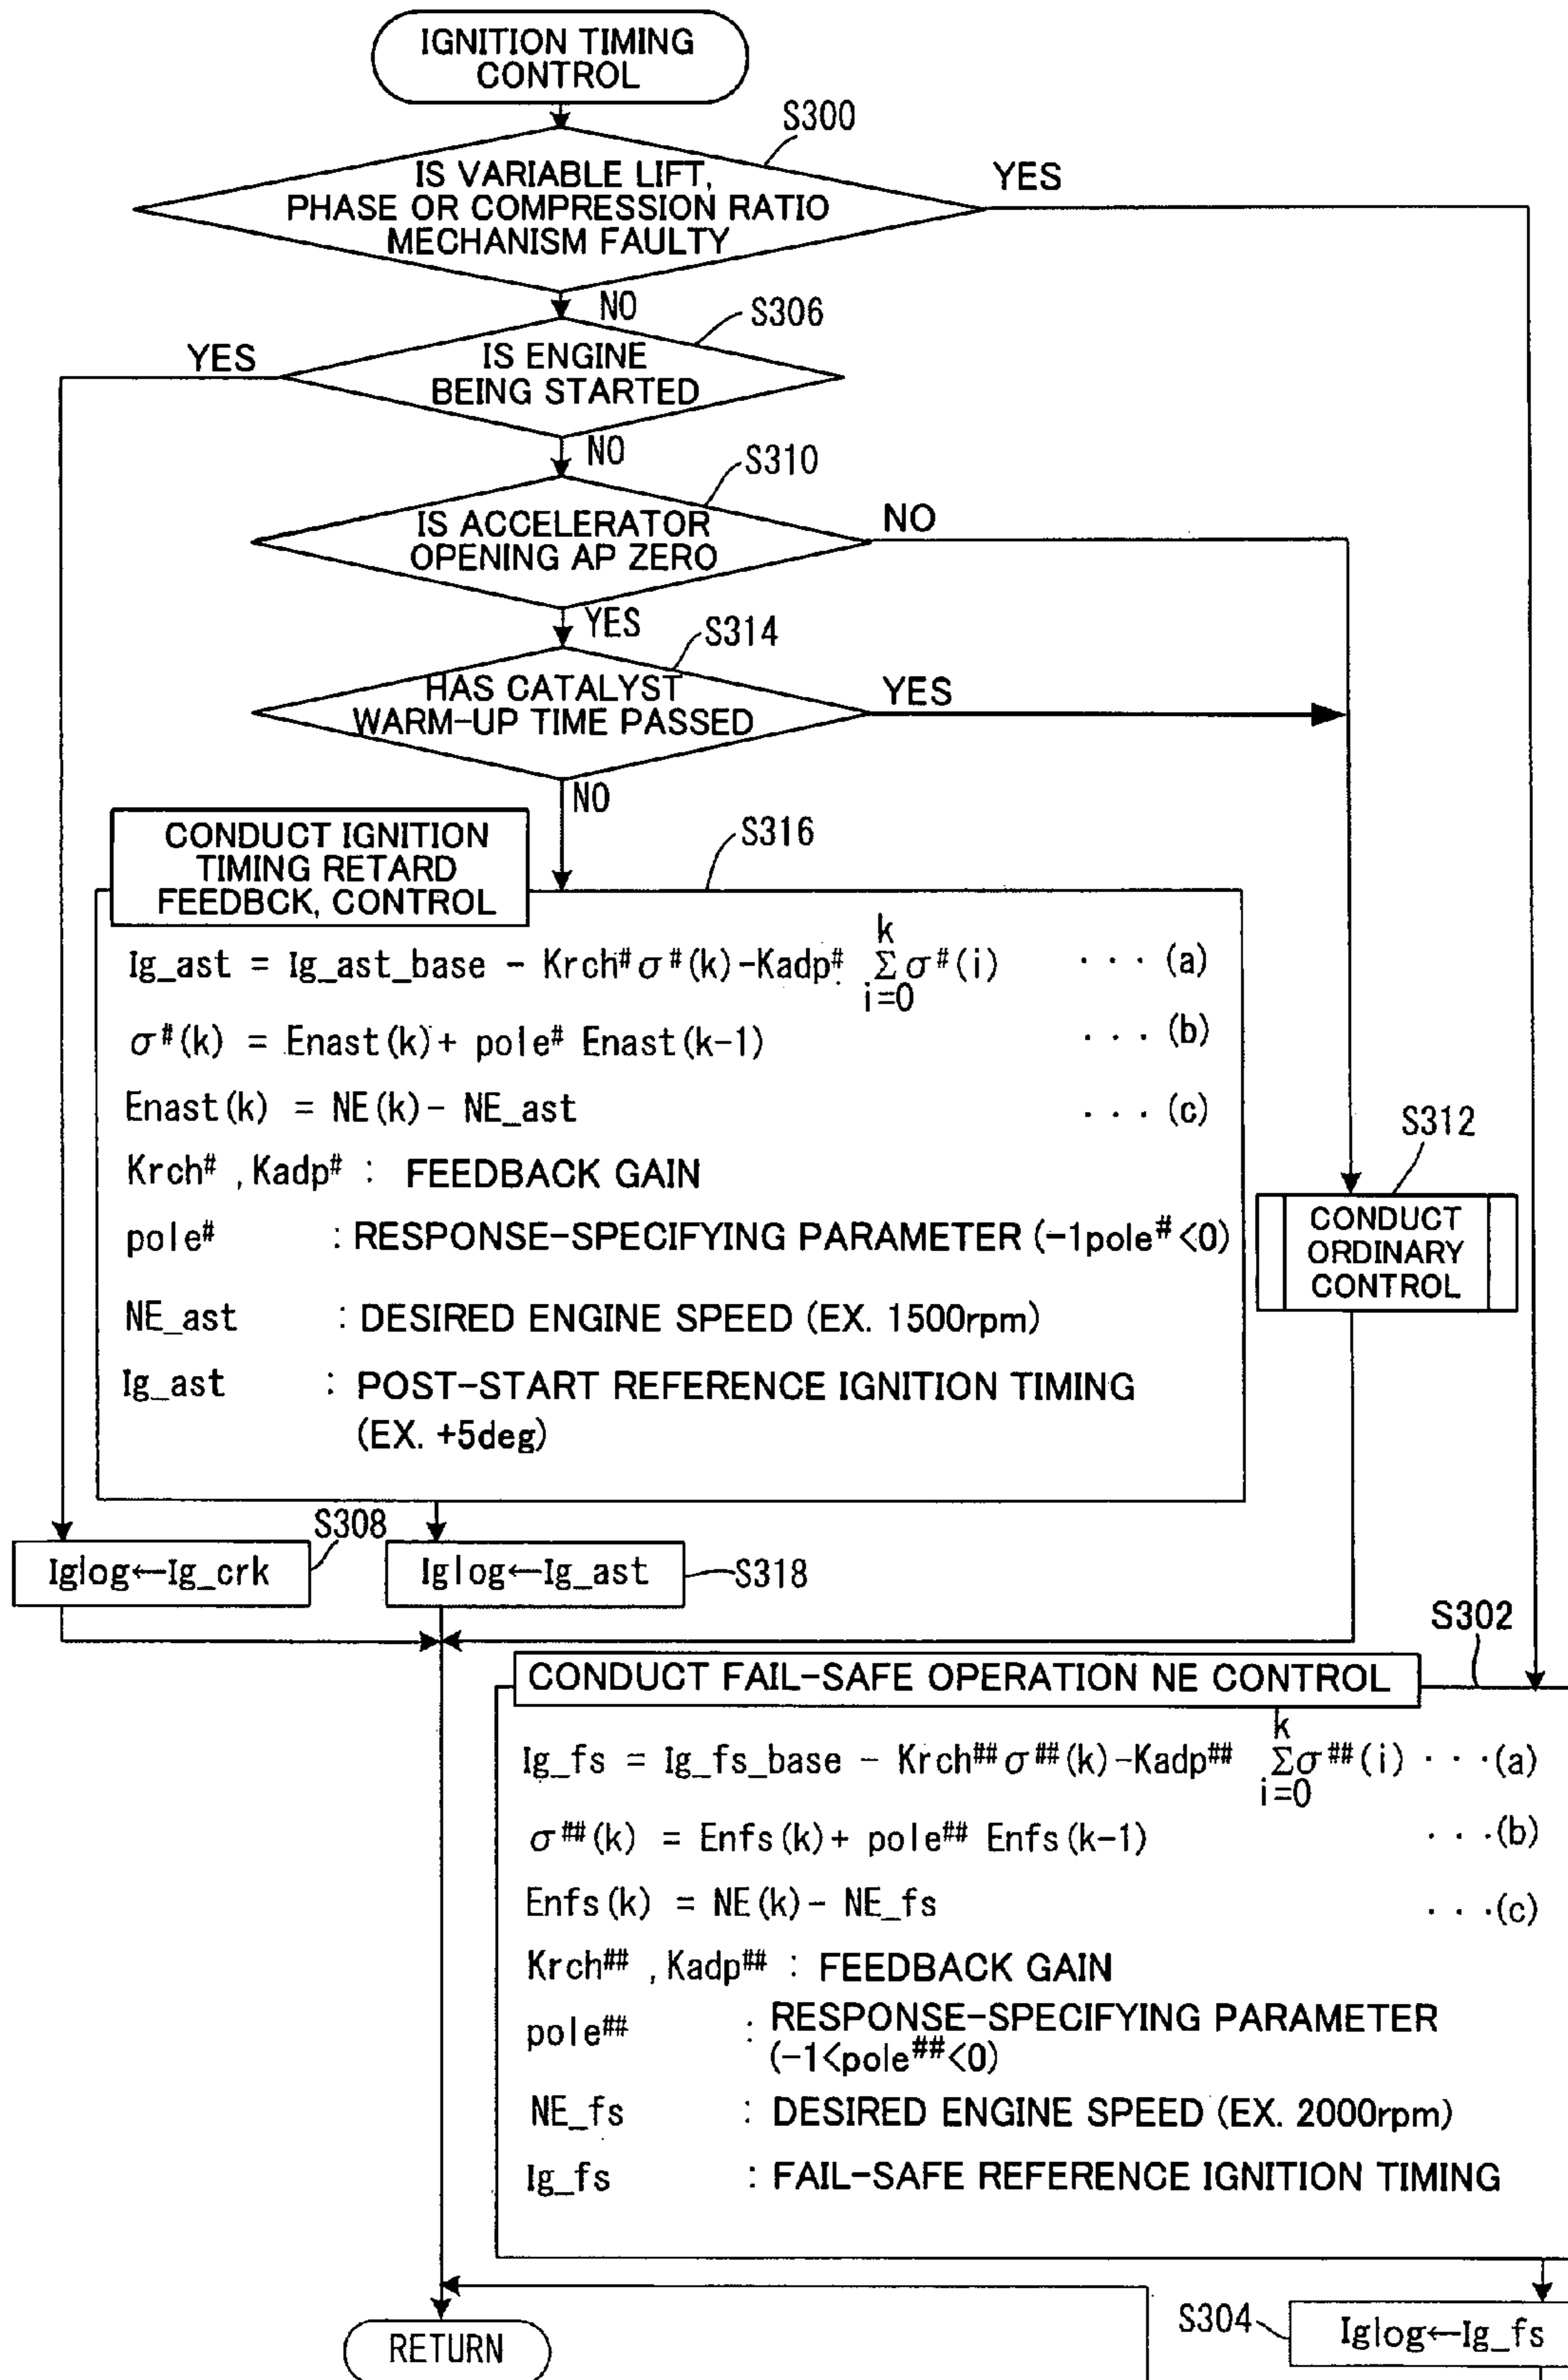 IGNITION TIMING
CONTROL
S300
IS VARIABLE LIFT,
PHASE OR COMPRESSION RATIO
MECHANISM FAULTY
YES
NO
S306
YES
IS ENGINE
BEING STARTED
NO
S310
IS ACCELERATOR
OPENING AP ZERO
NO
YES
S314
HAS CATALYST
WARM-UP TIME PASSED
YES
NO
CONDUCT IGNITION
TIMING RETARD
FEEDBCK, CONTROL
S316
Ig_ast = Ig_ast_base - Krch# σ#(k)-Kadp# k Σ i=0 σ#(i) ··· (a)
σ#(k) = Enast(k)+ pole# Enast(k-1) ··· (b)
Enast(k) = NE(k)- NE_ast ··· (c)
Krch# ,Kadp# : FEEDBACK GAIN
pole# : RESPONSE-SPECIFYING PARAMETER (-1pole# <0)
NE_ast : DESIRED ENGINE SPEED (EX. 1500rpm)
Ig_ast : POST-START REFERENCE IGNITION TIMING
(EX. +5deg)
S312
CONDUCT
ORDINARY
CONTROL
S308
Iglog←Ig_crk
Iglog←Ig_ast
S318
S302
CONDUCT FAIL-SAFE OPERATION NE CONTROL
Ig_fs = Ig_fs_base - Krch## σ##(k)-Kadp## k Σ i=0 σ##(i) ···(a)
σ##(k) = Enfs(k)+ pole## Enfs(k-1) ···(b)
Enfs(k) = NE(k)- NE_fs ···(c)
Krch## ,Kadp## : FEEDBACK GAIN
pole## : RESPONSE-SPECIFYING PARAMETER
(-1<pole##<0)
NE_fs : DESIRED ENGINE SPEED (EX. 2000rpm)
Ig_fs : FAIL-SAFE REFERENCE IGNITION TIMING
S304
Iglog←Ig_fs
RETURN